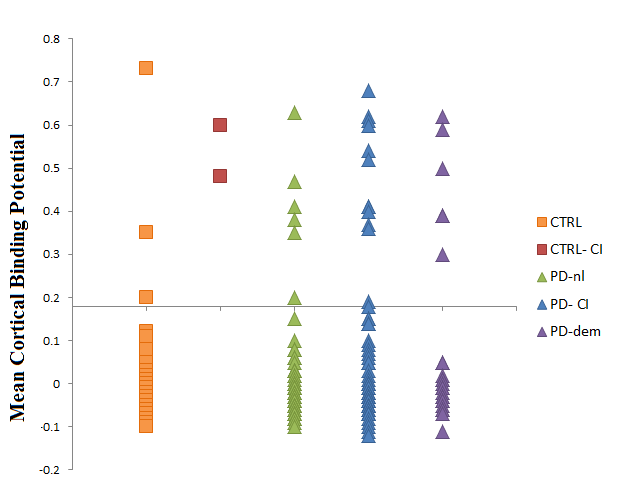 Mean Cortical Binding Potential
0.8
0.7
0.6
0.5
0.4
0.3
0.2
0.1
0
-0.1
-0.2
CTRL
CTRL- CI
PD-nl
PD- CI
PD-dem